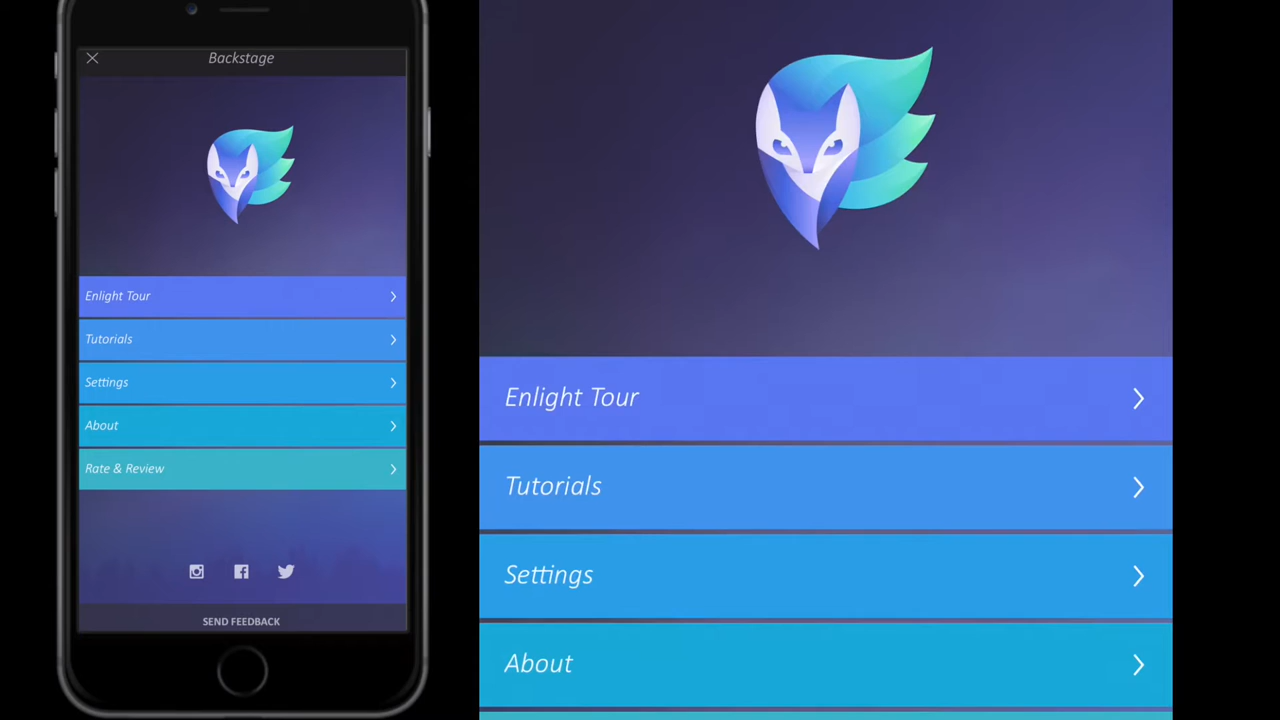 Backstage
Enlight Tour
Tutorials
Settings
About
Rate & Review
SEND FEEDBACK
Enlight Tour
Tutorials
Settings
About